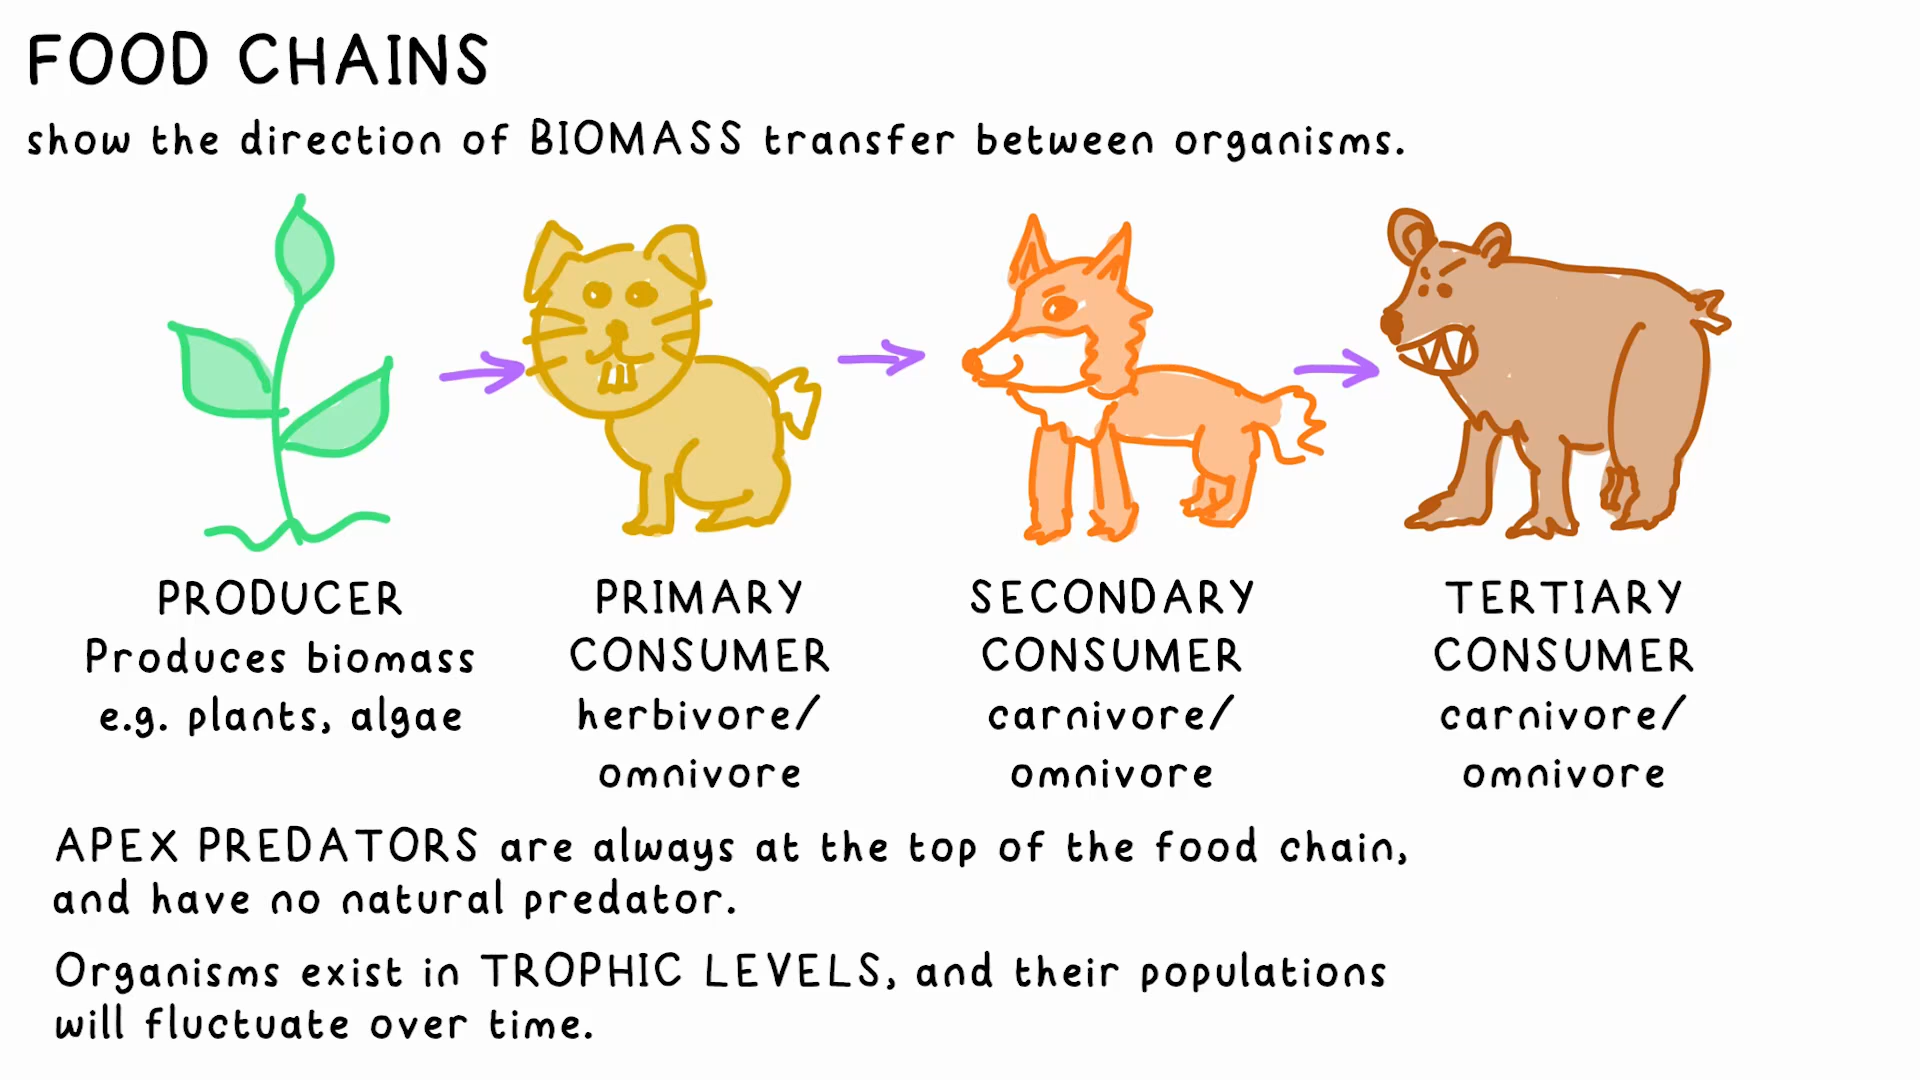 FOOD CHAINS
show the direction of BIOMASS transfer between organisms.
PRODUCER
Produces biomass
e.g. plants, algae
PRIMARY
CONSUMER
herbivore/
omnivore
SECONDARY
CONSUMER
carnivore/
omnivore
TERTIARY
CONSUMER
carnivore/
omnivore
APEX PREDATORS are always at the top of the food chain,
and have no natural predator.
Organisms exist in TROPHIC LEVELS, and their populations
will fluctuate over time.